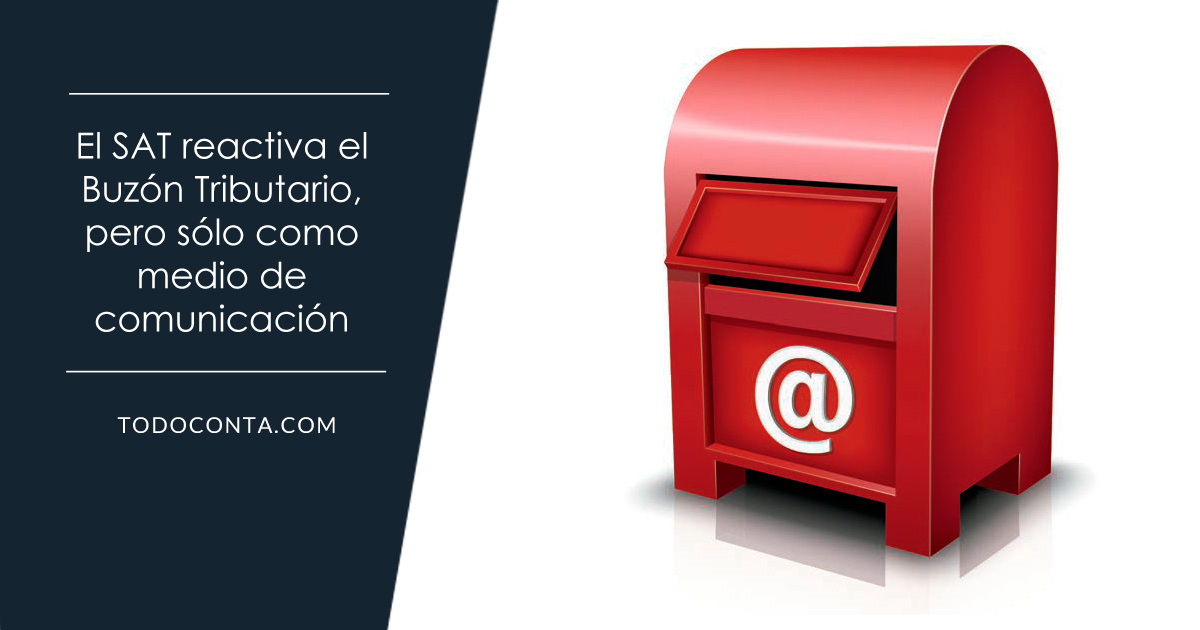 El SAT reactiva el
Buzón Tributario,
pero sólo como
medio de
comunicación
TODOCONTA.COM
@